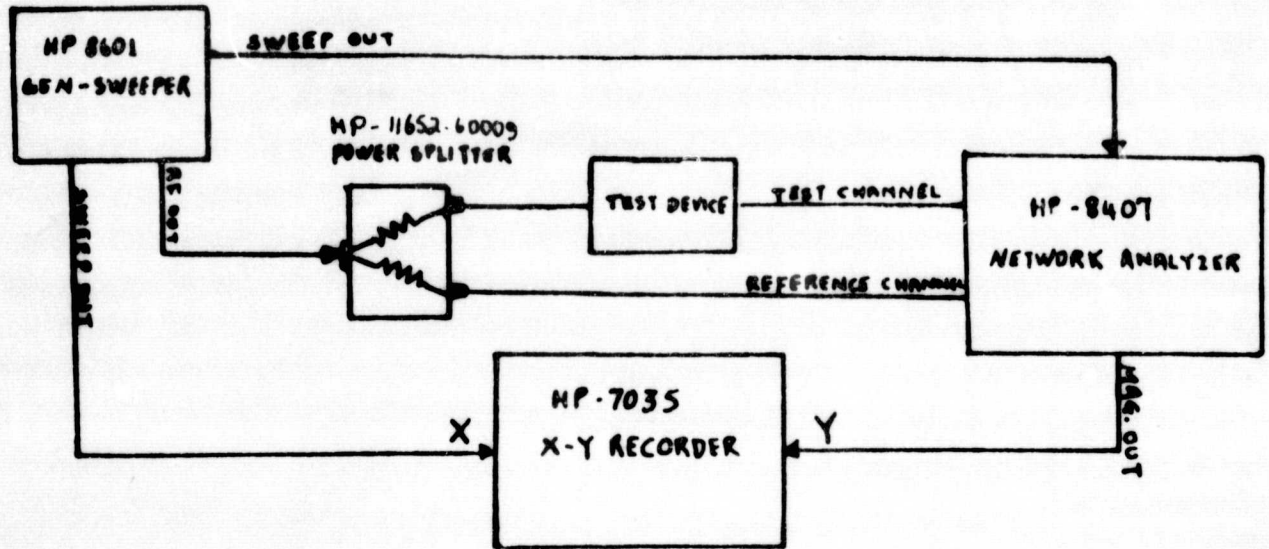 HP 8601
GEN-SWEEPER
SWEEP OUT
HP-11652-60009
POWER SPLITTER
RF OUT
SWEEP OUT
TEST DEVICE
TEST CHANNEL
REFERENCE CHANNEL
HP-8407
NETWORK ANALYZER
MAG.OUT
HP-7035
X-Y RECORDER
X
Y